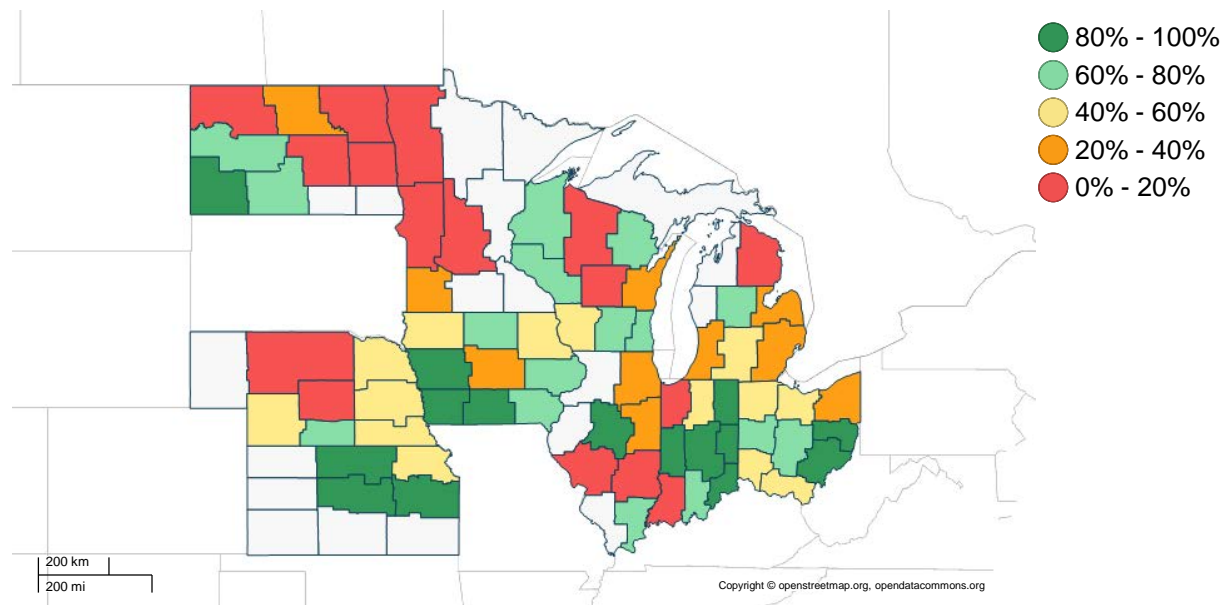 80% - 100%
60% - 80%
40% - 60%
20% - 40%
0% - 20%
200 km
200 mi
Copyright © openstreetmap.org, opendatacommons.org